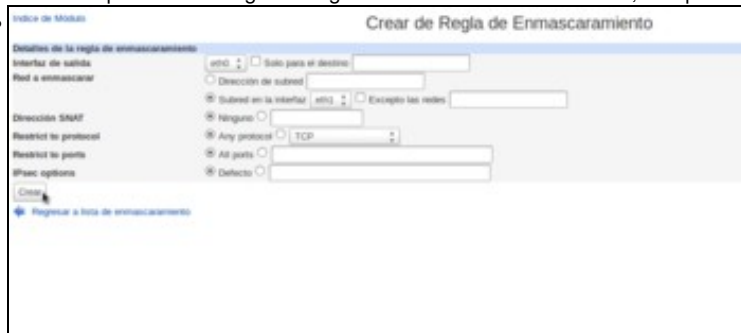 Indice de Módulo
Crear de Regla de Enmascaramiento
Detalles de la regla de enmascaramiento
Interfaz de salida eth0 Solo para el destino
Red a enmascarar Dirección de subred
Subred en la interfaz eth1 Excepto las redes
Dirección SNAT Ninguno
Restrict to protocol Any protocol TCP
Restrict to ports All ports
IPsec options Defecto
Crear
Regresar a lista de enmascaramiento